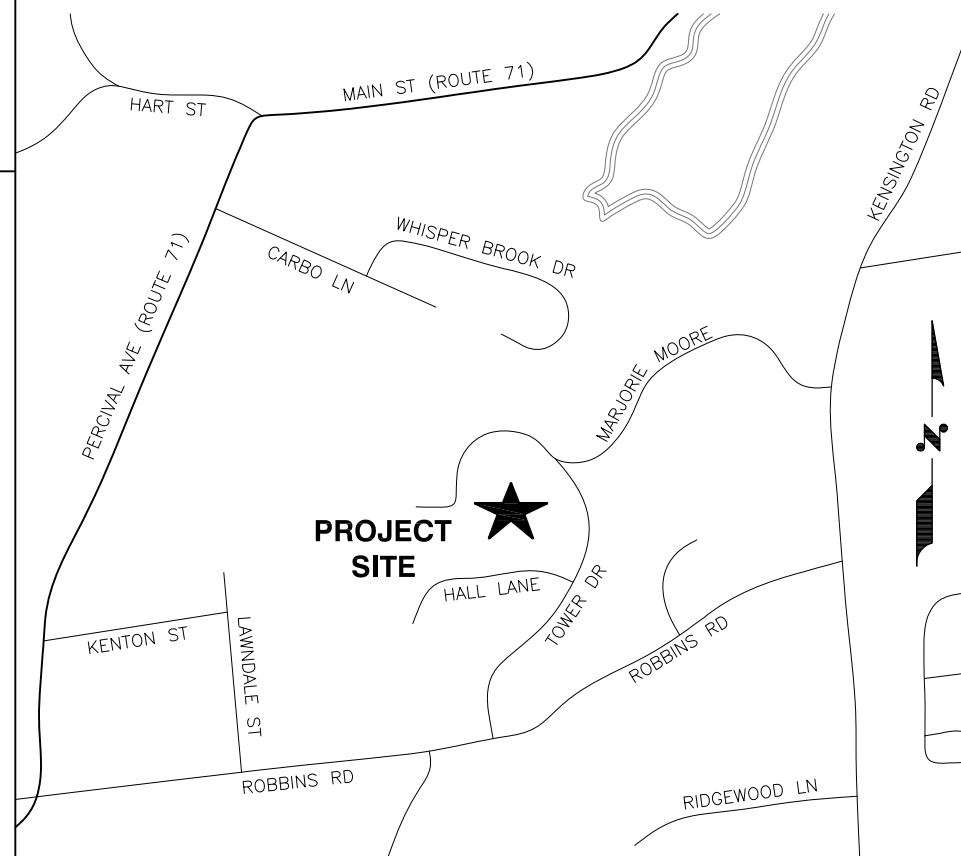 MAIN ST (ROUTE 71)
HART ST
KENSINGTON RD
WHISPER BROOK DR
CARBO LN
PERCIVAL AVE (ROUTE 71)
MARJORIE MOORE
N
PROJECT
SITE
HALL LANE
TOWER DR
KENTON ST
LAWNDALE ST
ROBBINS RD
ROBBINS RD
RIDGEWOOD LN